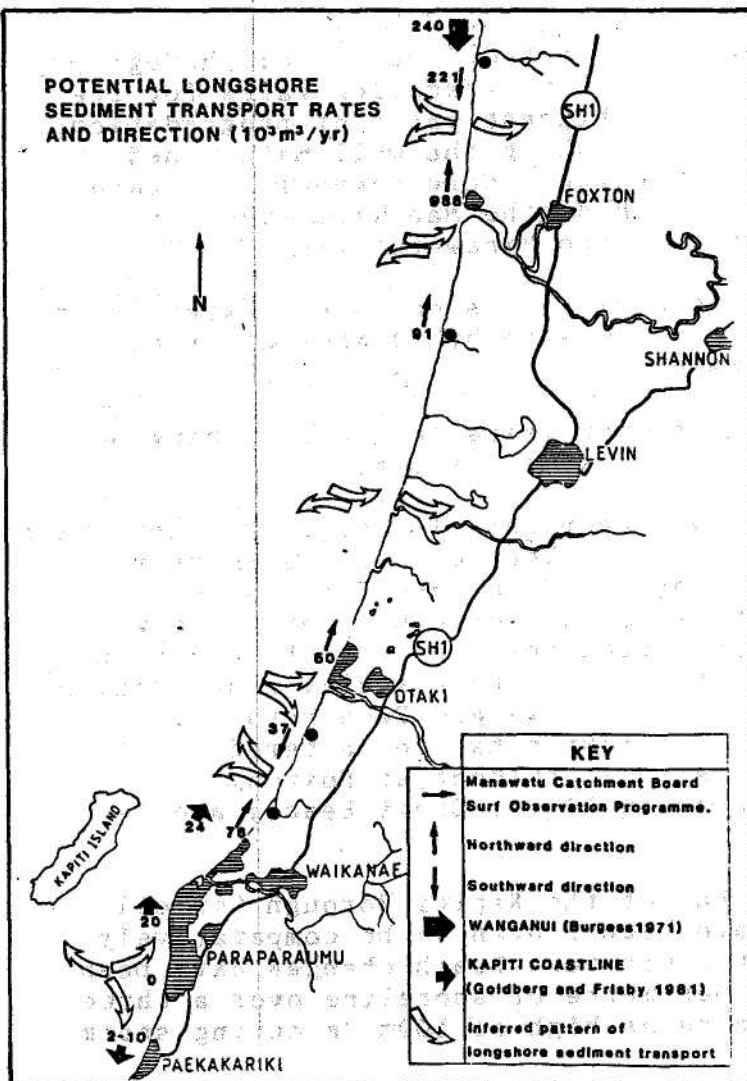 POTENTIAL LONGSHORE
SEDIMENT TRANSPORT RATES
AND DIRECTION (10³m³/yr)
240
221
SH1
988
FOXTON
N
91
SHANNON
LEVIN
SH1
60
OTAKI
37
24
76
KAPITI ISLAND
WAIKANAE
20
PARAPARAUMU
0
2-10
PAEKAKARIKI
KEY
Manawatu Catchment Board
Surf Observation Programme.
Northward direction
Southward direction
WANGANUI (Burgess 1971)
KAPITI COASTLINE
(Goldberg and Frisby 1981)
Inferred pattern of
longshore sediment transport